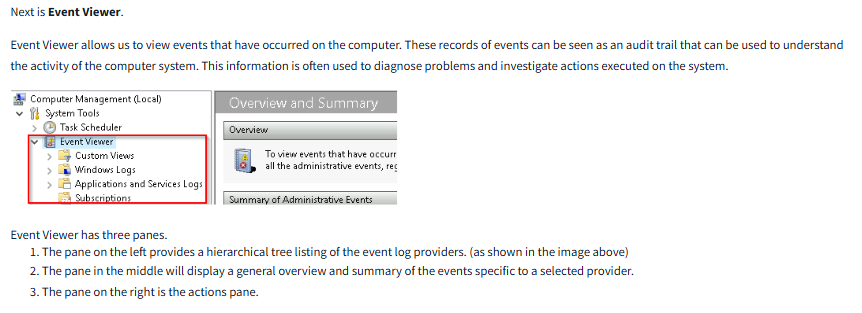 Next is Event Viewer.
Event Viewer allows us to view events that have occurred on the computer. These records of events can be seen as an audit trail that can be used to understand
the activity of the computer system. This information is often used to diagnose problems and investigate actions executed on the system.
Computer Management (Local)
System Tools
Task Scheduler
Event Viewer
Custom Views
Windows Logs
Applications and Services Logs
Subscriptions
Overview and Summary
Overview
To view events that have occurr
all the administrative events, reg
Summary of Administrative Events
Event Viewer has three panes.
1. The pane on the left provides a hierarchical tree listing of the event log providers. (as shown in the image above)
2. The pane in the middle will display a general overview and summary of the events specific to a selected provider.
3. The pane on the right is the actions pane.